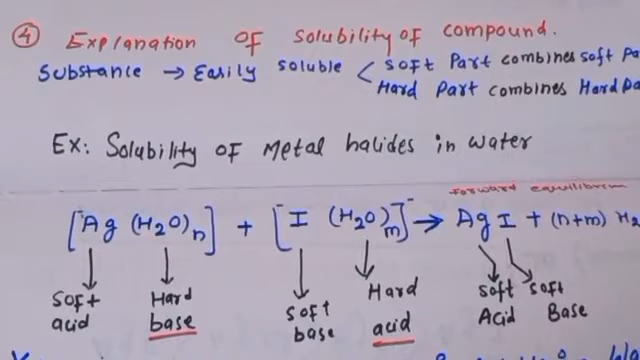 ④ Explanation of solubility of compound.
Substance → Easily soluble < Soft Part combines soft
Hard Part combines Hard
Ex: Solubility of metal halides in water
forward equilibrium
[Ag (H₂O)n] + [I (H₂O)m]⁻ → AgI + (n+m) H₂
Soft acid Hard base Soft base Hard acid Soft Acid Soft Base